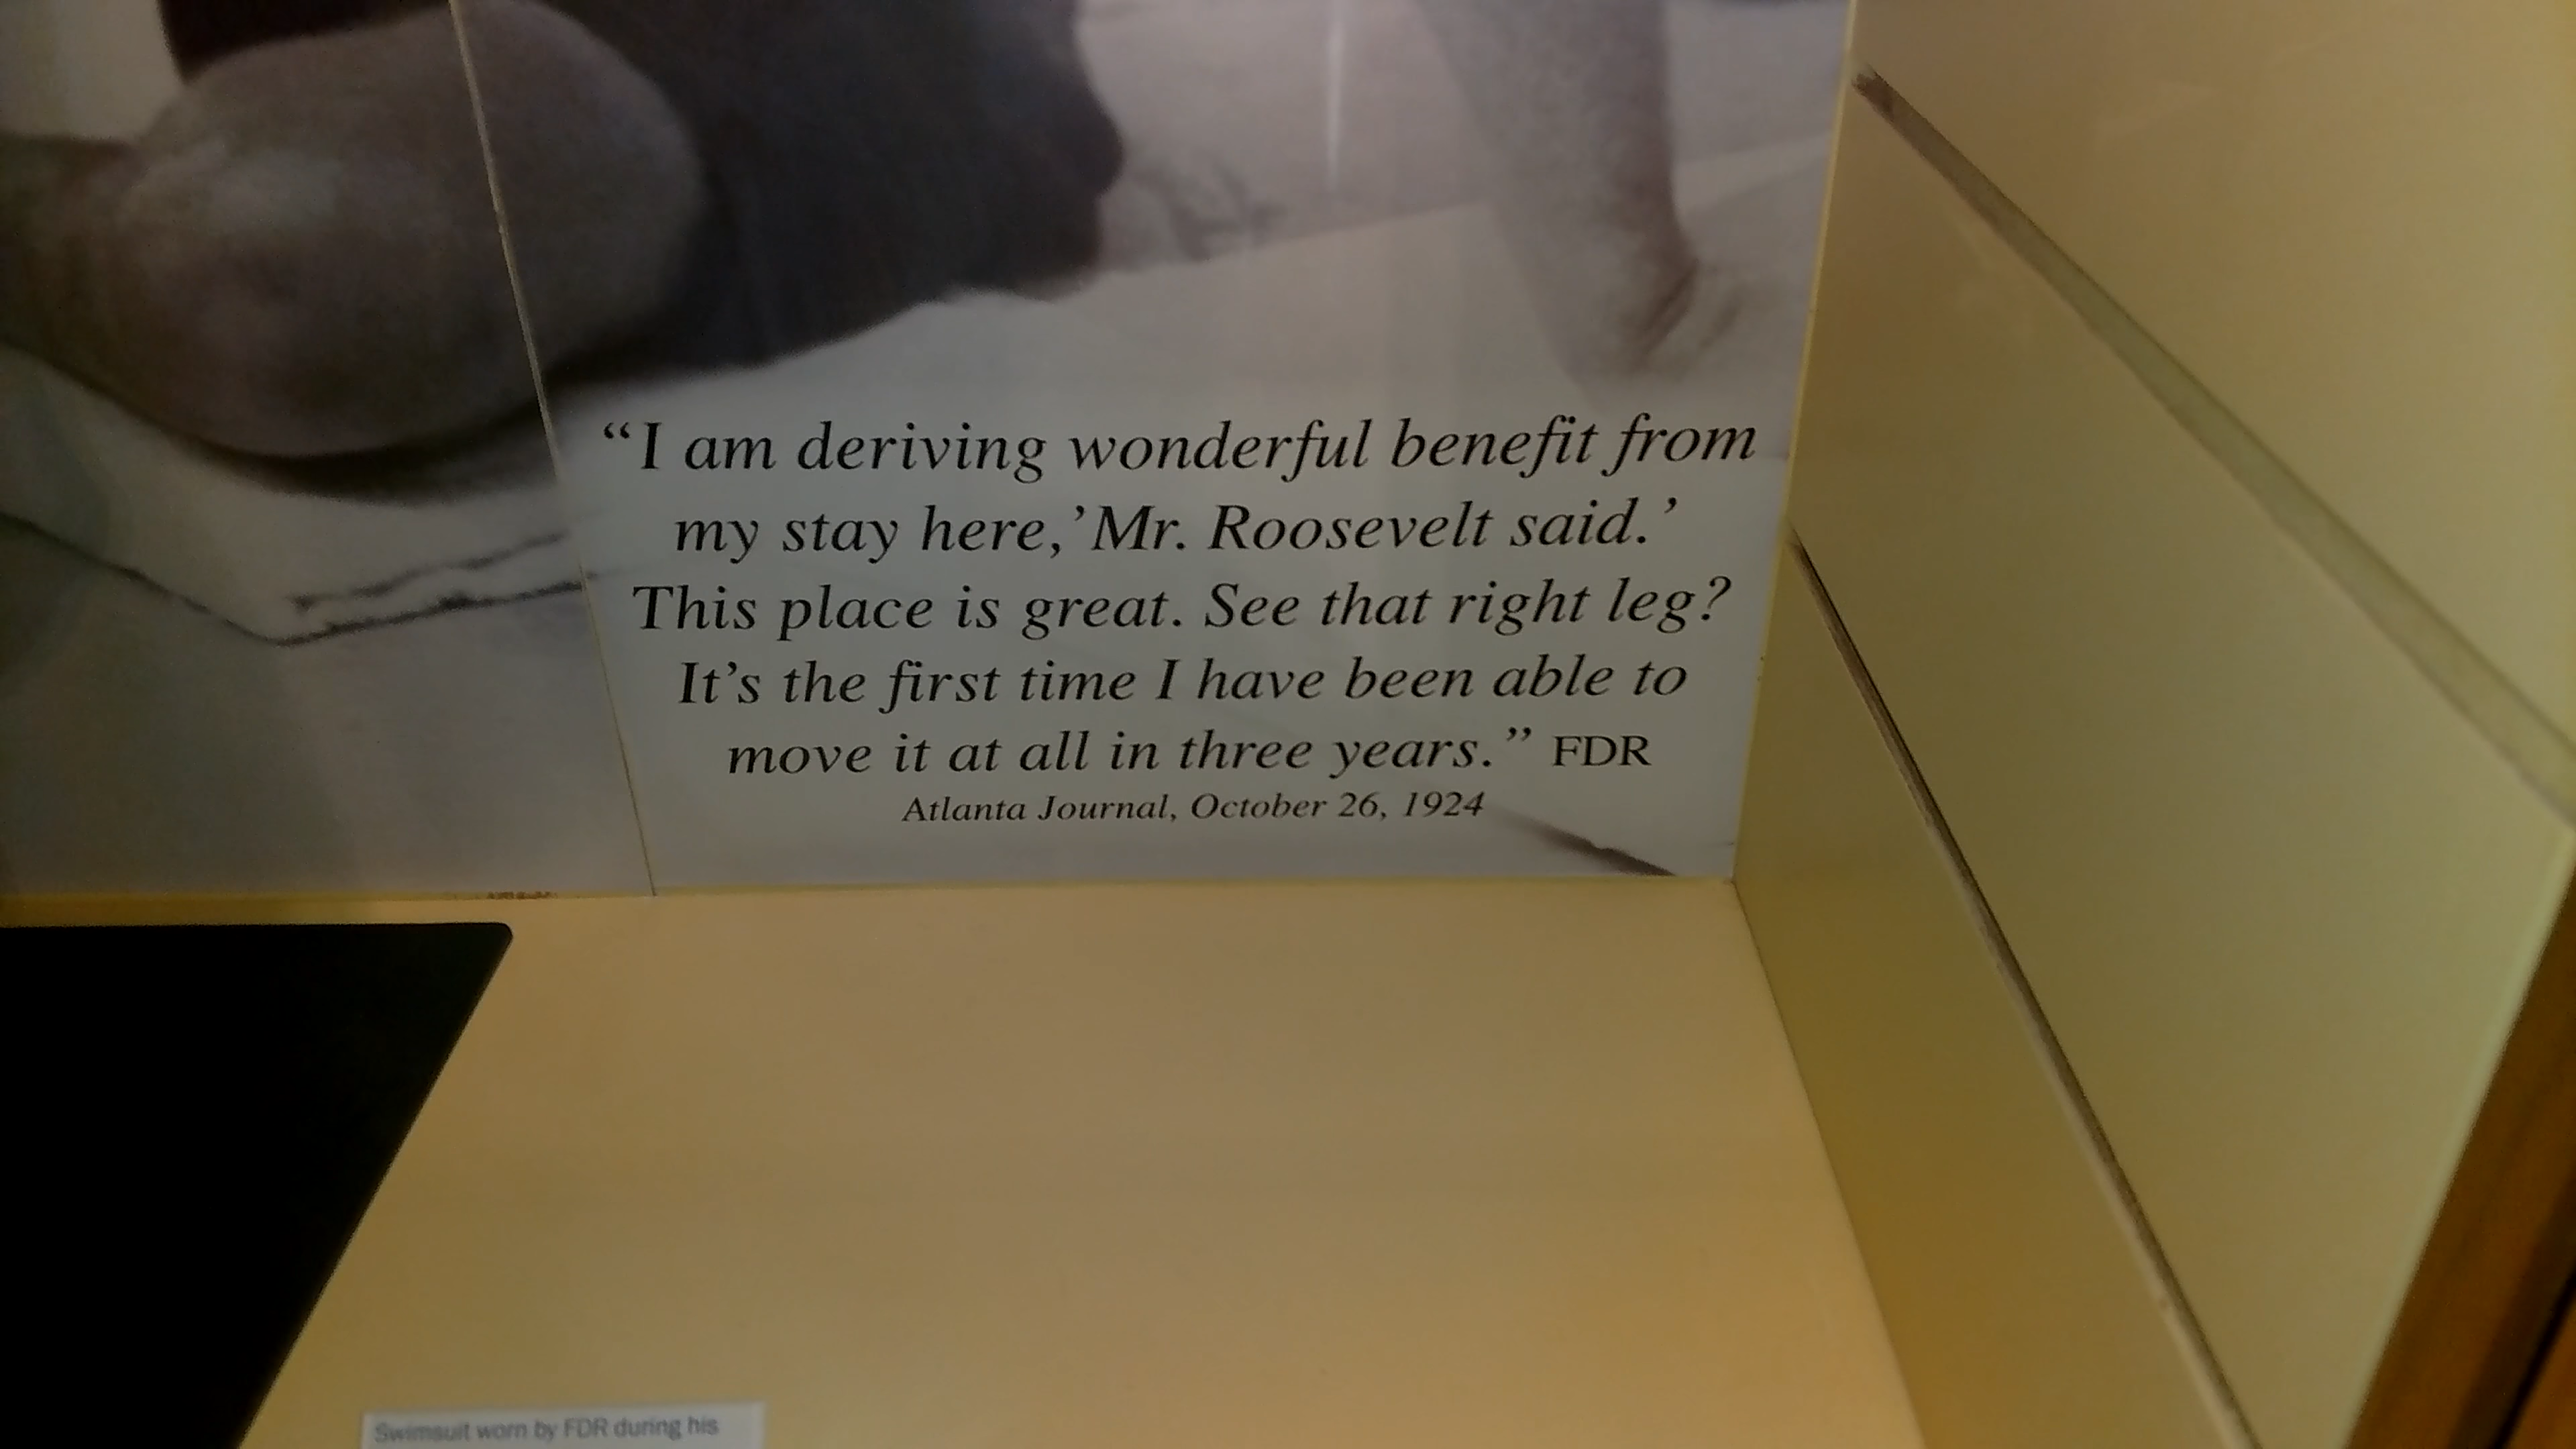 “I am deriving wonderful benefit from
my stay here,’Mr. Roosevelt said.’
This place is great. See that right leg?
It’s the first time I have been able to
move it at all in three years.” FDR
Atlanta Journal, October 26, 1924
Swimsuit worn by FDR during his